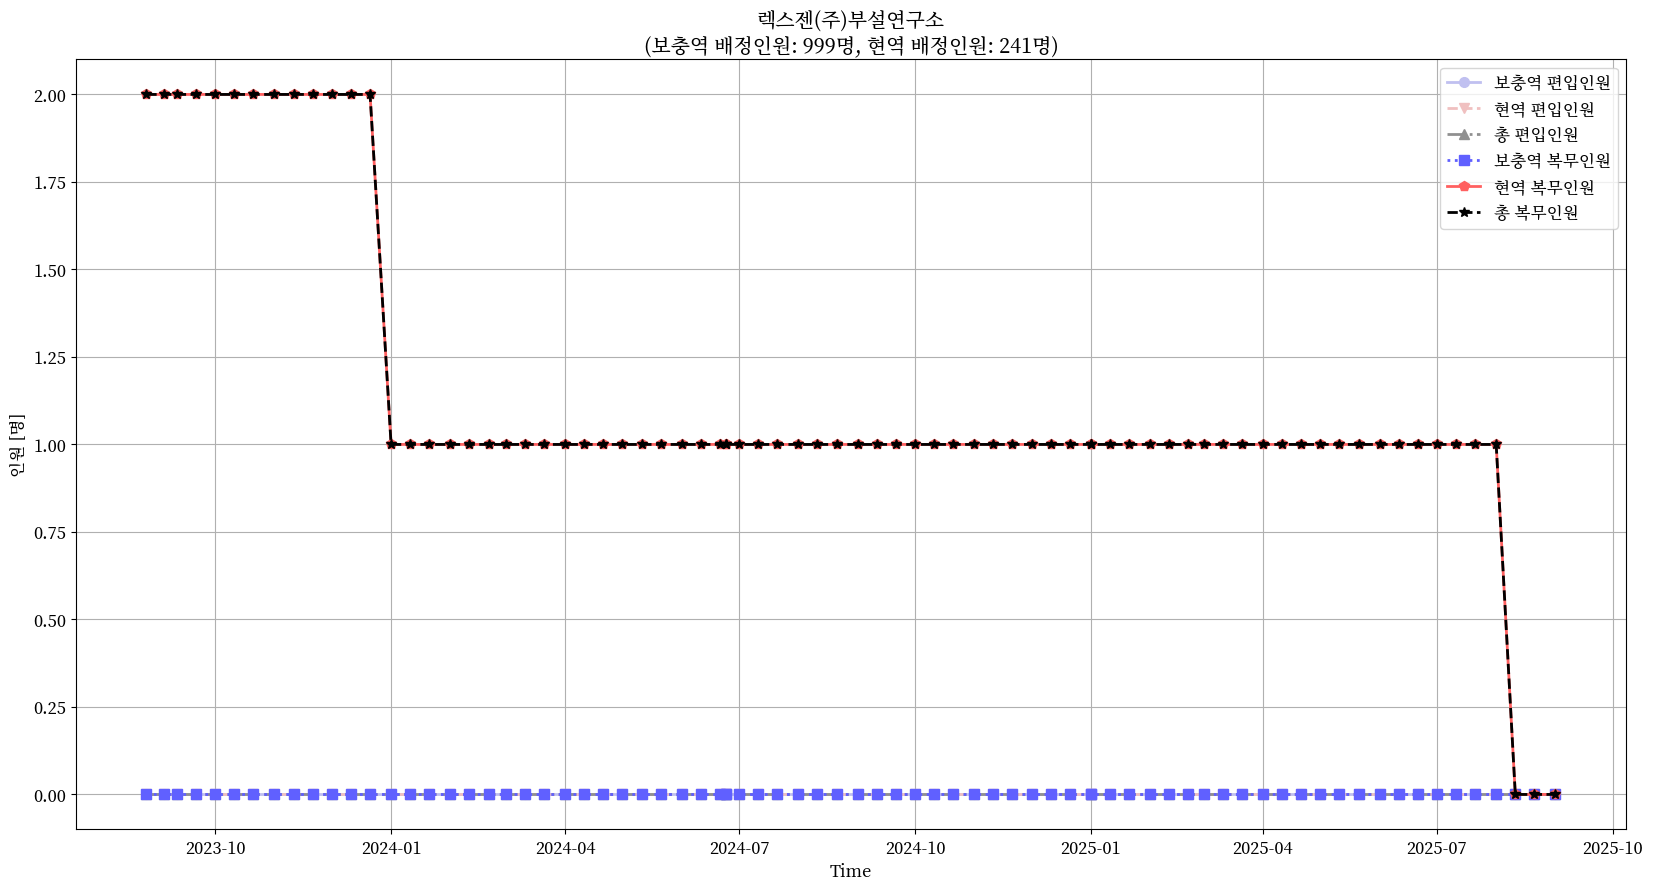 렉스젠(주)부설연구소
(보충역 배정인원: 999명, 현역 배정인원: 241명)
보충역 편입인원
현역 편입인원
총 편입인원
보충역 복무인원
현역 복무인원
총 복무인원
인원 [명]
2.00
1.75
1.50
1.25
1.00
0.75
0.50
0.25
0.00
2023-10 2024-01 2024-04 2024-07 2024-10 2025-01 2025-04 2025-07 2025-10
Time